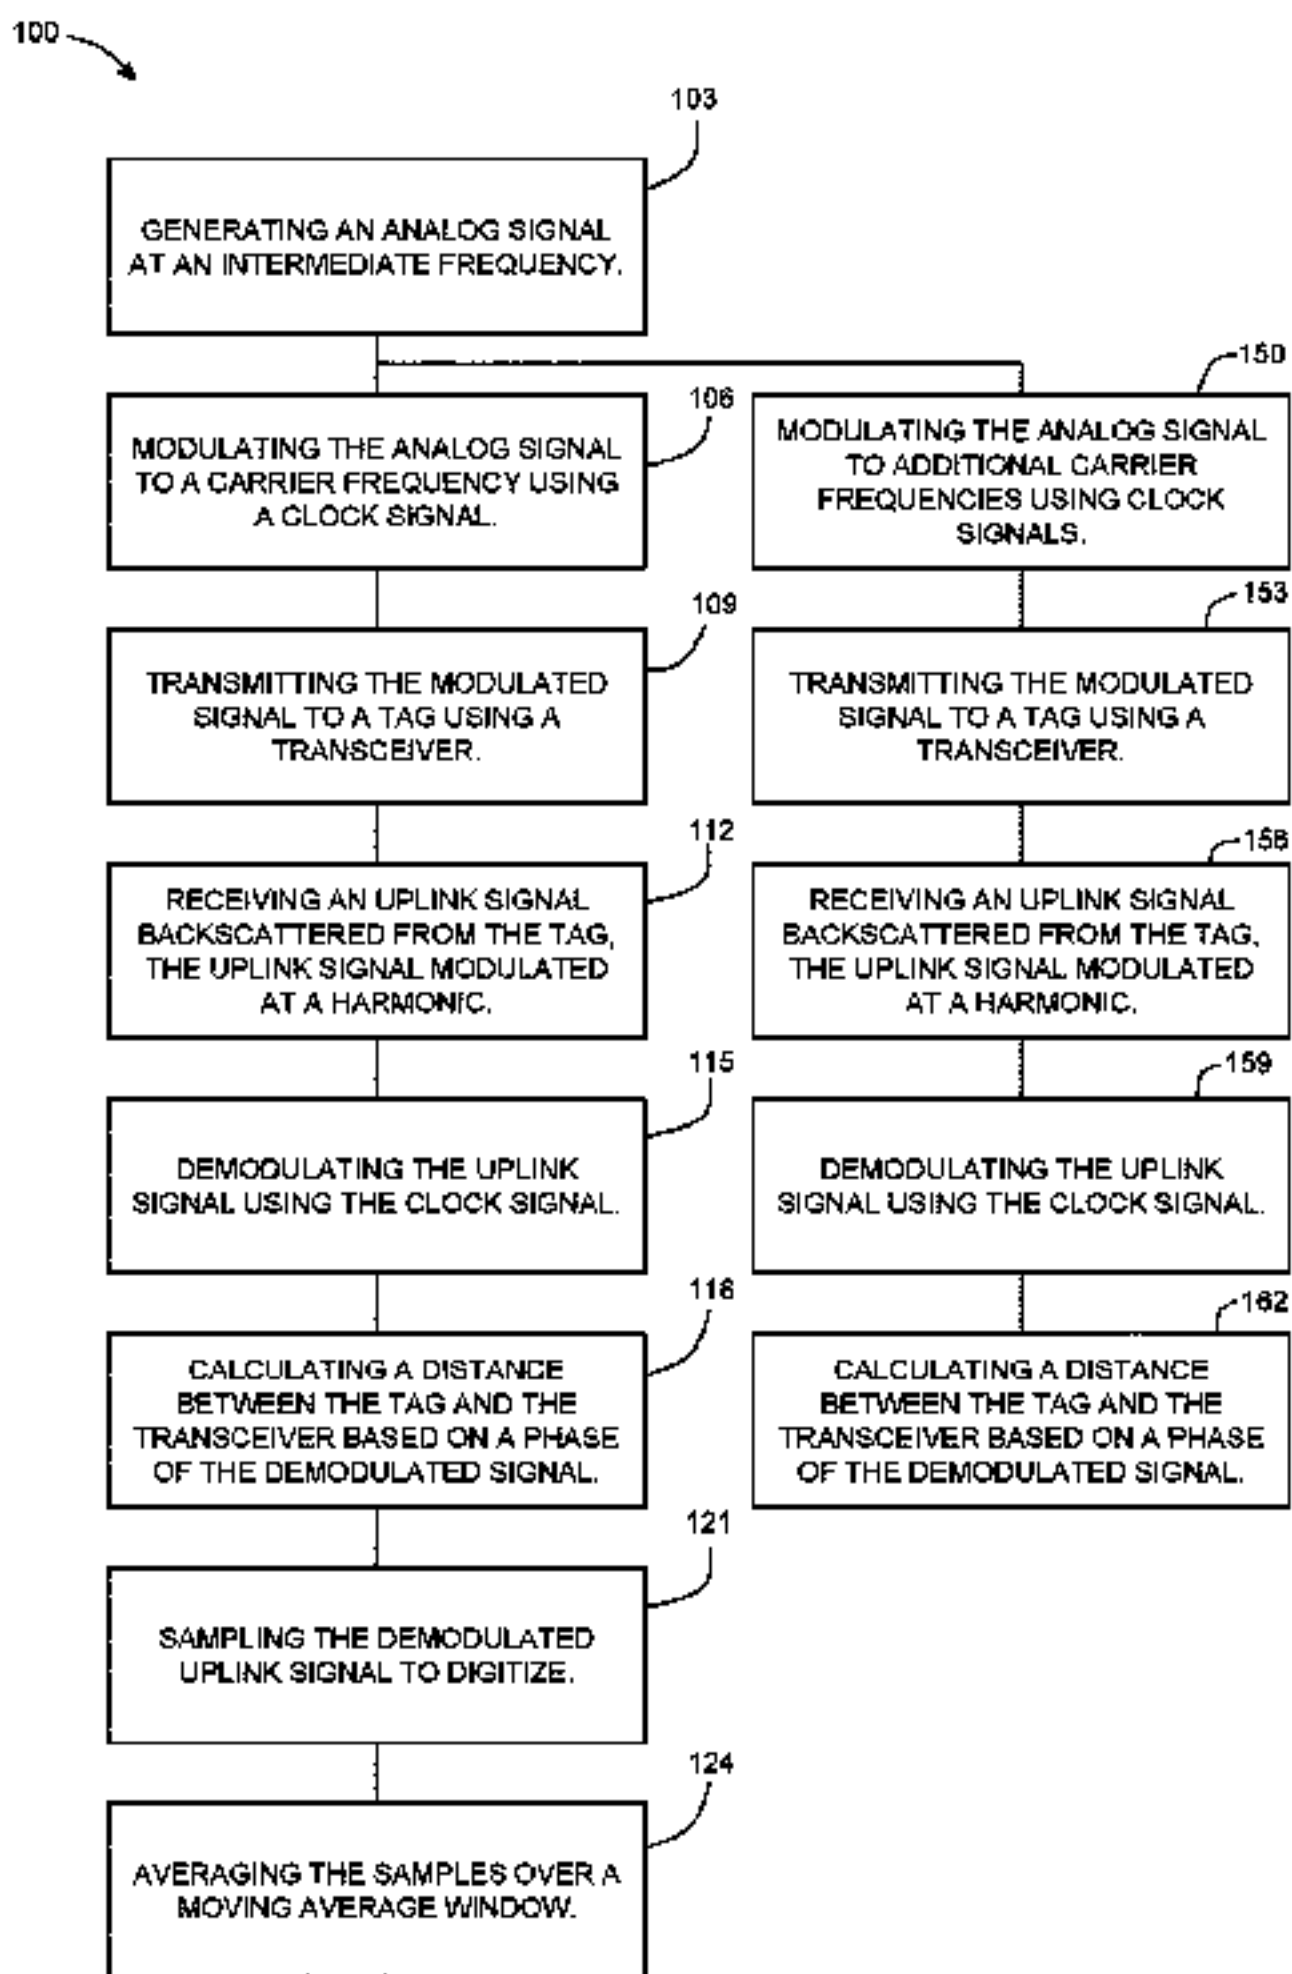 100
103
GENERATING AN ANALOG SIGNAL
AT AN INTERMEDIATE FREQUENCY.
106
MODULATING THE ANALOG SIGNAL
TO A CARRIER FREQUENCY USING
A CLOCK SIGNAL.
109
TRANSMITTING THE MODULATED
SIGNAL TO A TAG USING A
TRANSCEIVER.
112
RECEIVING AN UPLINK SIGNAL
BACKSCATTERED FROM THE TAG,
THE UPLINK SIGNAL MODULATED
AT A HARMONIC.
115
DEMODULATING THE UPLINK
SIGNAL USING THE CLOCK SIGNAL.
118
CALCULATING A DISTANCE
BETWEEN THE TAG AND THE
TRANSCEIVER BASED ON A PHASE
OF THE DEMODULATED SIGNAL.
121
SAMPLING THE DEMODULATED
UPLINK SIGNAL TO DIGITIZE.
124
AVERAGING THE SAMPLES OVER A
MOVING AVERAGE WINDOW.
150
MODULATING THE ANALOG SIGNAL
TO ADDITIONAL CARRIER
FREQUENCIES USING CLOCK
SIGNALS.
153
TRANSMITTING THE MODULATED
SIGNAL TO A TAG USING A
TRANSCEIVER.
156
RECEIVING AN UPLINK SIGNAL
BACKSCATTERED FROM THE TAG,
THE UPLINK SIGNAL MODULATED
AT A HARMONIC.
159
DEMODULATING THE UPLINK
SIGNAL USING THE CLOCK SIGNAL.
162
CALCULATING A DISTANCE
BETWEEN THE TAG AND THE
TRANSCEIVER BASED ON A PHASE
OF THE DEMODULATED SIGNAL.